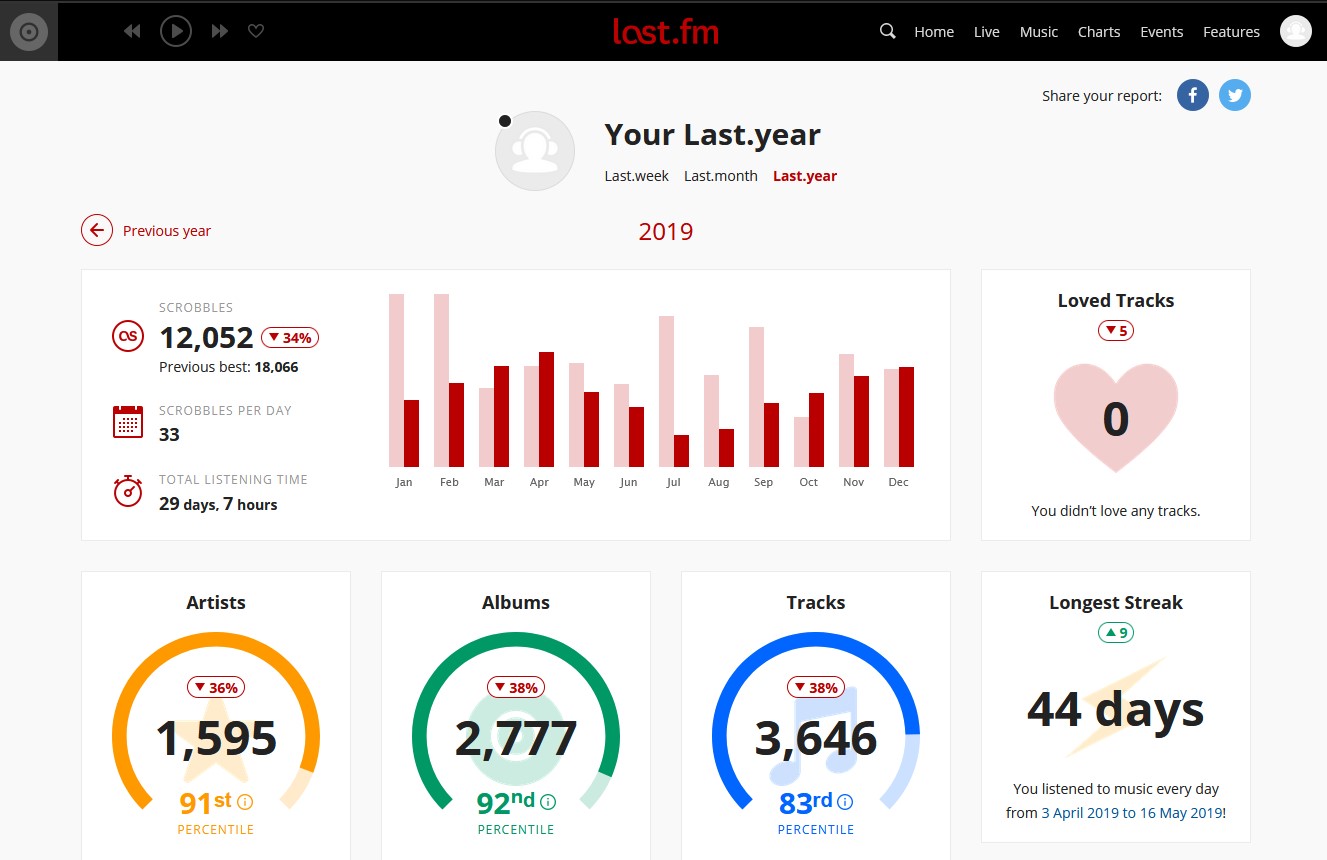 last.fm
Home Live Music Charts Events Features
Share your report:
Your Last.year
Last.week Last.month Last.year
Previous year
2019
SCROBBLES
12,052 ▼ 34%
Previous best: 18,066
SCROBBLES PER DAY
33
TOTAL LISTENING TIME
29 days, 7 hours
Jan Feb Mar Apr May Jun Jul Aug Sep Oct Nov Dec
Loved Tracks
▼ 5
0
You didn't love any tracks.
Artists
▼ 36%
1,595
91st
PERCENTILE
Albums
▼ 38%
2,777
92nd
PERCENTILE
Tracks
▼ 38%
3,646
83rd
PERCENTILE
Longest Streak
▲ 9
44 days
You listened to music every day
from 3 April 2019 to 16 May 2019!